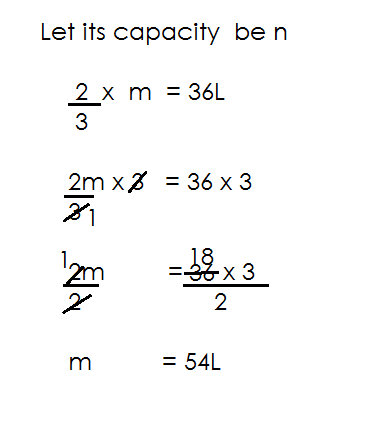 Let its capacity be n
2/3 x m = 36L
2m/3 1 x 3 = 36 x 3
1 2m/2 = 18 36 x 3/2
m = 54L